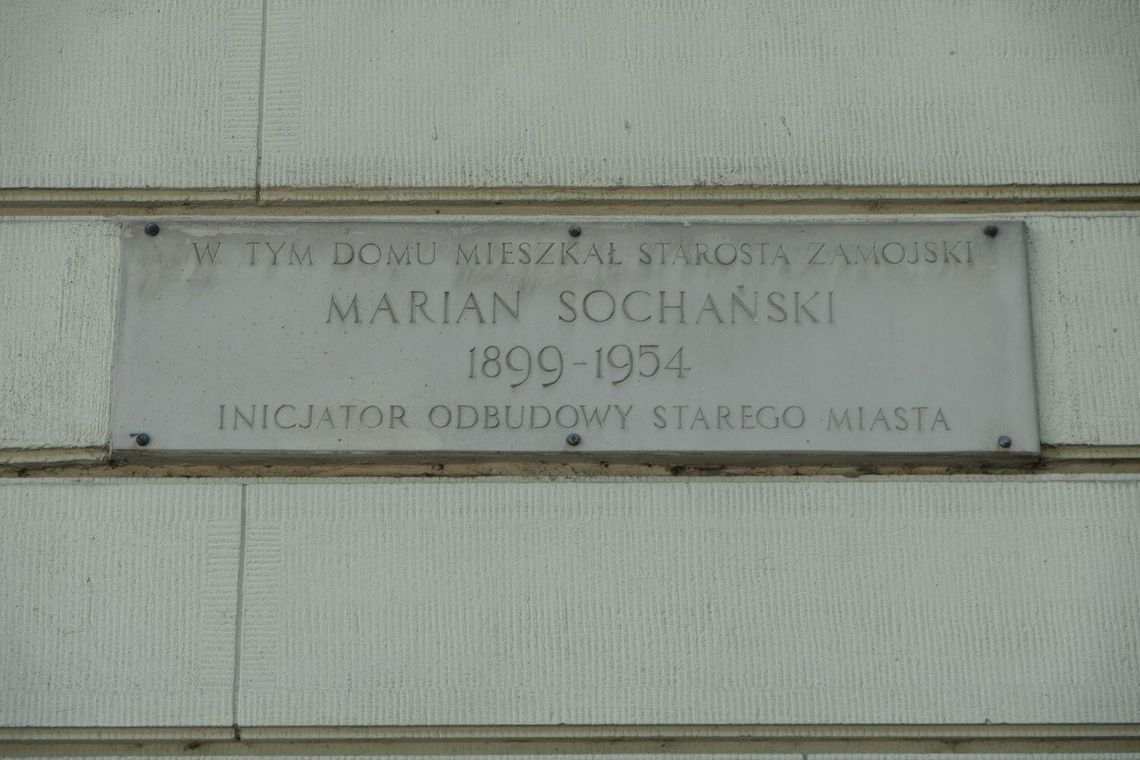 W TYM DOMU MIESZKAŁ STAROSTA ZAMOJSKI
MARIAN SOCHAŃSKI
1899-1954
INICJATOR ODBUDOWY STAREGO MIASTA